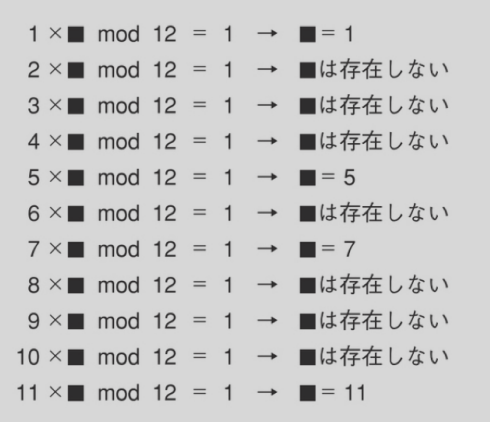 1 ×■ mod 12 = 1 → ■= 1
2 ×■ mod 12 = 1 → ■は存在しない
3 ×■ mod 12 = 1 → ■は存在しない
4 ×■ mod 12 = 1 → ■は存在しない
5 ×■ mod 12 = 1 → ■= 5
6 ×■ mod 12 = 1 → ■は存在しない
7 ×■ mod 12 = 1 → ■= 7
8 ×■ mod 12 = 1 → ■は存在しない
9 ×■ mod 12 = 1 → ■は存在しない
10 ×■ mod 12 = 1 → ■は存在しない
11 ×■ mod 12 = 1 → ■= 11